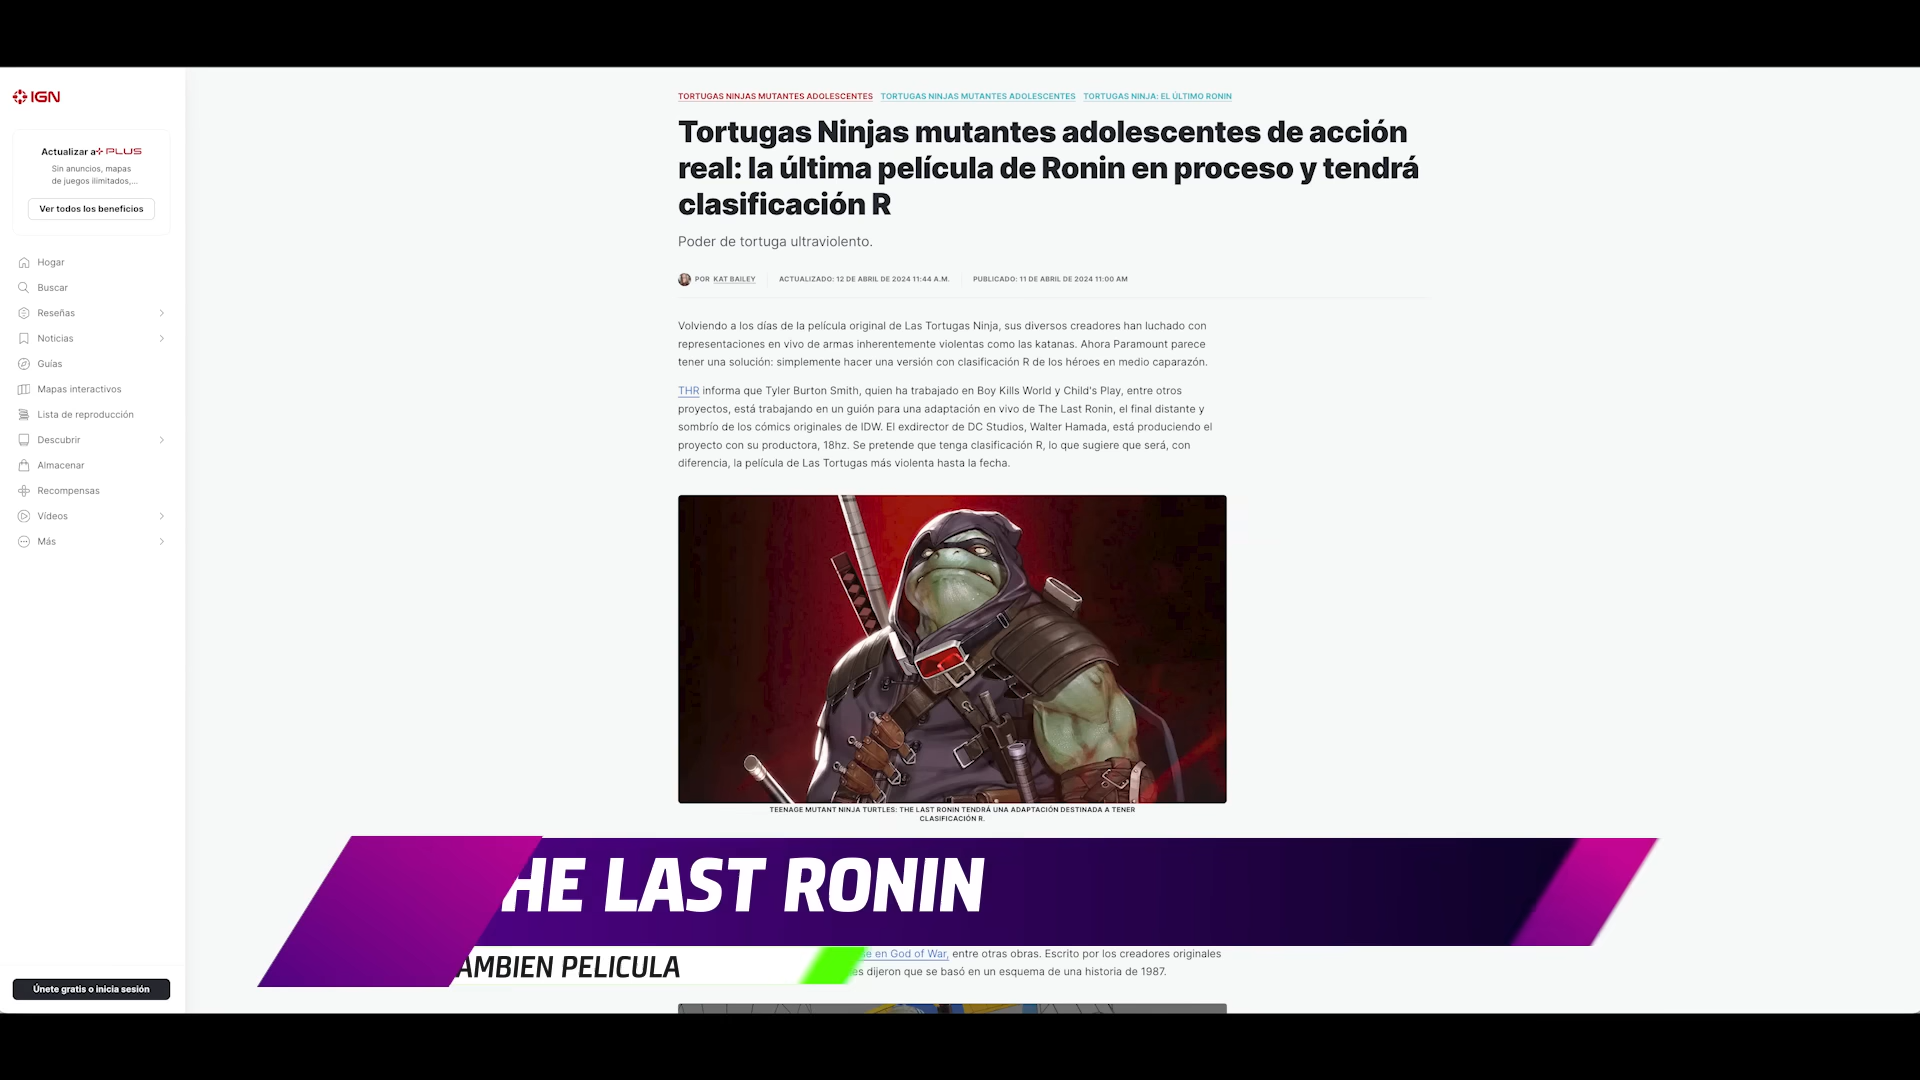 IGN
Actualizar a PLUS
Sin anuncios, mapas
de juegos ilimitados,...
Ver todos los beneficios
Hogar
Buscar
Reseñas
Noticias
Guías
Mapas interactivos
Lista de reproducción
Descubrir
Almacenar
Recompensas
Vídeos
Más
Únete gratis o inicia sesión
TORTUGAS NINJAS MUTANTES ADOLESCENTES TORTUGAS NINJAS MUTANTES ADOLESCENTES TORTUGAS NINJA: EL ÚLTIMO RONIN
Tortugas Ninjas mutantes adolescentes de acción
real: la última película de Ronin en proceso y tendrá
clasificación R
Poder de tortuga ultraviolento.
POR KAT BAILEY ACTUALIZADO: 12 DE ABRIL DE 2024 11:44 A.M. PUBLICADO: 11 DE ABRIL DE 2024 11:00 AM
Volviendo a los días de la película original de Las Tortugas Ninja, sus diversos creadores han luchado con
representaciones en vivo de armas inherentemente violentas como las katanas. Ahora Paramount parece
tener una solución: simplemente hacer una versión con clasificación R de los héroes en medio caparazón.
THR informa que Tyler Burton Smith, quien ha trabajado en Boy Kills World y Child's Play, entre otros
proyectos, está trabajando en un guión para una adaptación en vivo de The Last Ronin, el final distante y
sombrío de los cómics originales de IDW. El exdirector de DC Studios, Walter Hamada, está produciendo el
proyecto con su productora, 18hz. Se pretende que tenga clasificación R, lo que sugiere que será, con
diferencia, la película de Las Tortugas más violenta hasta la fecha.
TEENAGE MUTANT NINJA TURTLES: THE LAST RONIN TENDRÁ UNA ADAPTACIÓN DESTINADA A TENER
CLASIFICACIÓN R.
HE LAST RONIN
AMBIEN PELICULA
en God of War, entre otras obras. Escrito por los creadores originales
dijeron que se basó en un esquema de una historia de 1987.